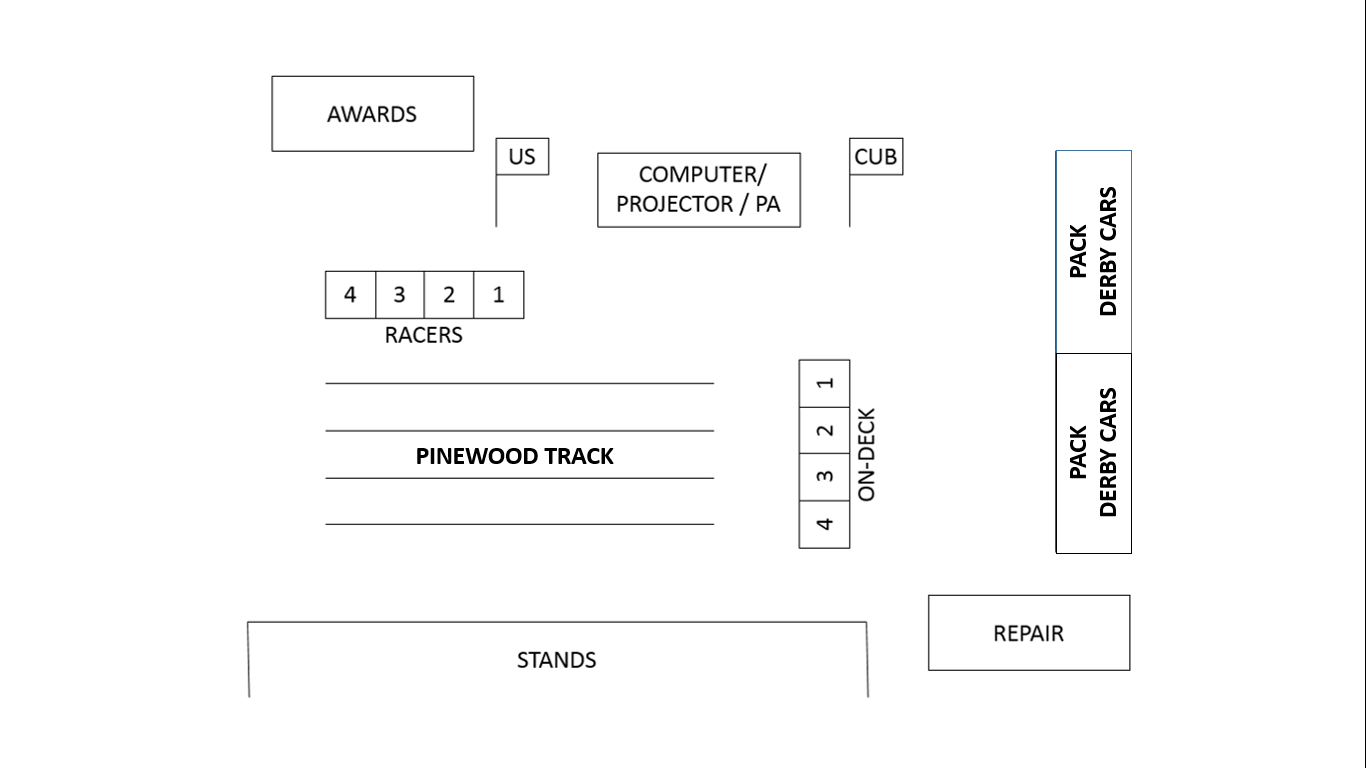 AWARDS
US
COMPUTER/
PROJECTOR / PA
CUB
PACK
DERBY CARS
4 3 2 1
RACERS
PINEWOOD TRACK
1
2
3
4
ON-DECK
PACK
DERBY CARS
STANDS
REPAIR